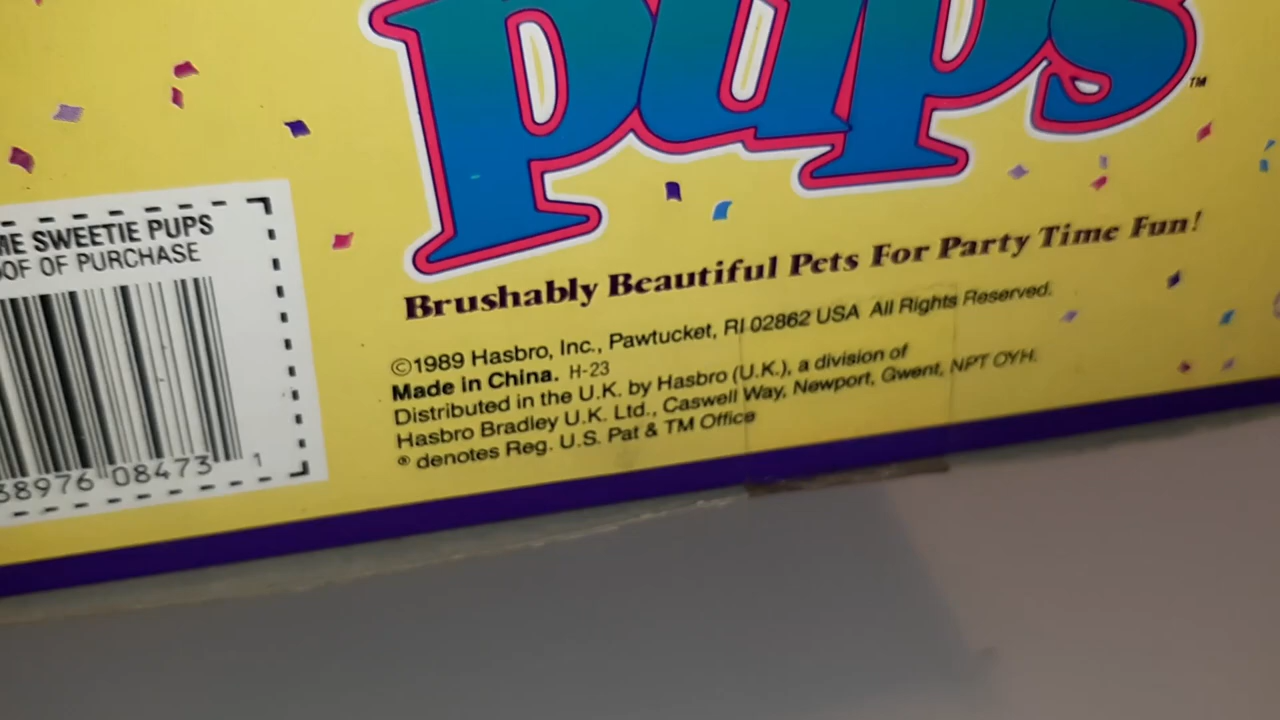 pups™
ME SWEETIE PUPS
OOF OF PURCHASE
38976 08473 1
Brushably Beautiful Pets For Party Time Fun!
©1989 Hasbro, Inc., Pawtucket, RI 02862 USA All Rights Reserved.
Made in China. H-23
Distributed in the U.K. by Hasbro (U.K.), a division of
Hasbro Bradley U.K. Ltd., Caswell Way, Newport, Gwent, NPT OYH.
® denotes Reg. U.S. Pat & TM Office